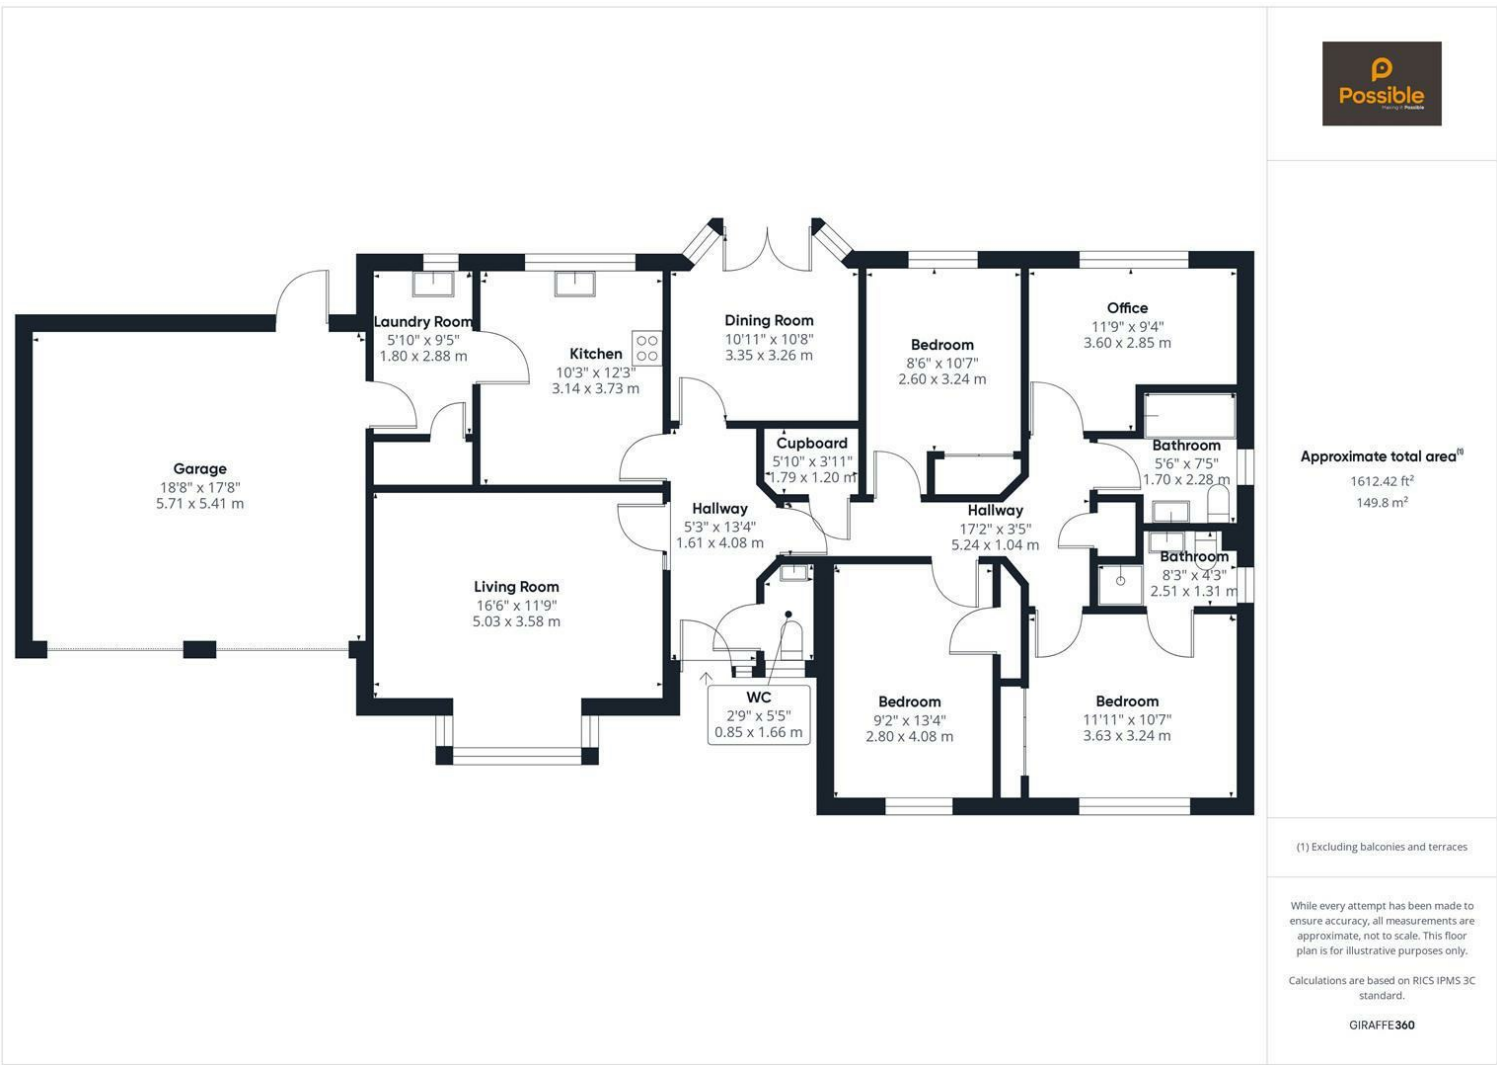 Possible
Making it Possible
Laundry Room
5'10" x 9'5"
1.80 x 2.88 m
Kitchen
10'3" x 12'3"
3.14 x 3.73 m
Dining Room
10'11" x 10'8"
3.35 x 3.26 m
Bedroom
8'6" x 10'7"
2.60 x 3.24 m
Office
11'9" x 9'4"
3.60 x 2.85 m
Garage
18'8" x 17'8"
5.71 x 5.41 m
Cupboard
5'10" x 3'11"
1.79 x 1.20 m
Bathroom
5'6" x 7'5"
1.70 x 2.28 m
Hallway
5'3" x 13'4"
1.61 x 4.08 m
Hallway
17'2" x 3'5"
5.24 x 1.04 m
Living Room
16'6" x 11'9"
5.03 x 3.58 m
Bathroom
8'3" x 4'3"
2.51 x 1.31 m
WC
2'9" x 5'5"
0.85 x 1.66 m
Bedroom
9'2" x 13'4"
2.80 x 4.08 m
Bedroom
11'11" x 10'7"
3.63 x 3.24 m
Approximate total area(1)
1612.42 ft²
149.8 m²
(1) Excluding balconies and terraces
While every attempt has been made to
ensure accuracy, all measurements are
approximate, not to scale. This floor
plan is for illustrative purposes only.
Calculations are based on RICS IPMS 3C
standard.
GIRAFFE360